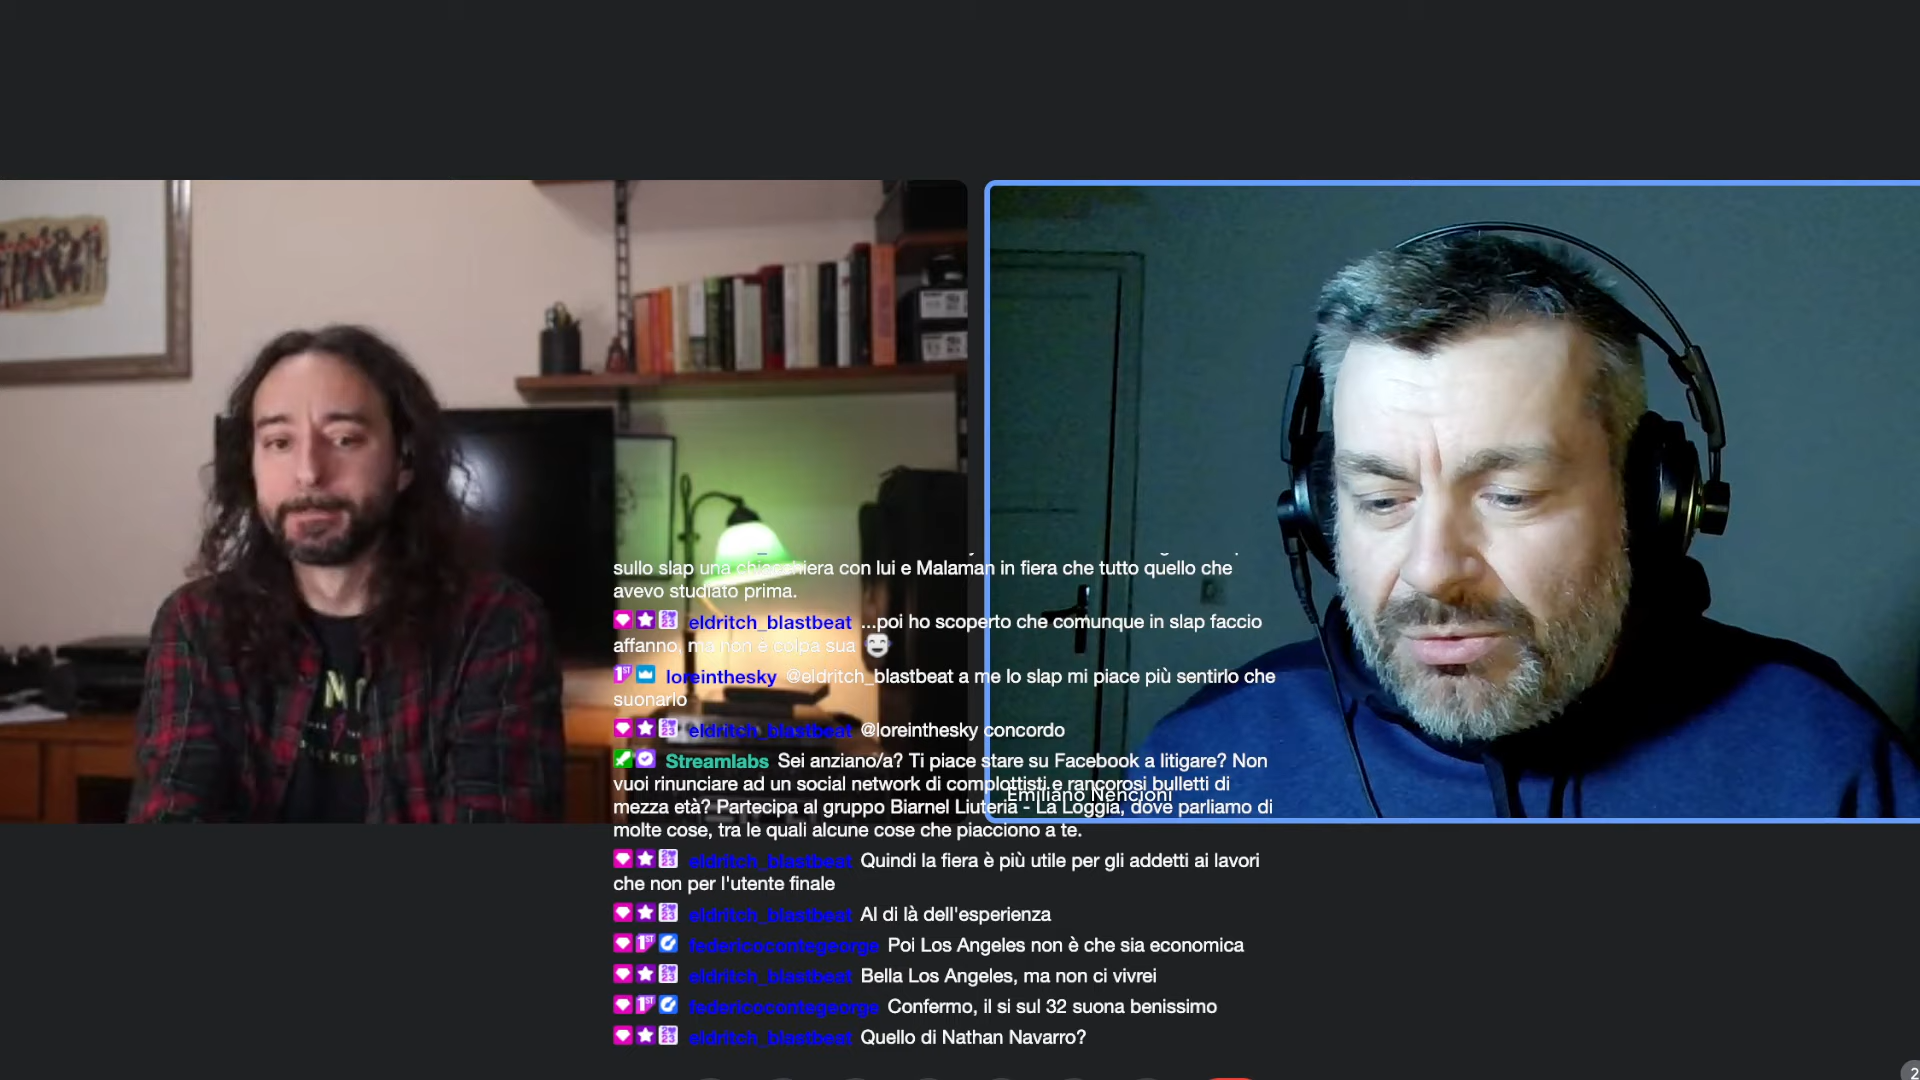 sullo slap una chiacchiera con lui e Malaman in fiera che tutto quello che
avevo studiato prima.
eldritch_blastbeat ...poi ho scoperto che comunque in slap faccio
affanno, ma non è colpa sua
loreinthesky @eldritch_blastbeat a me lo slap mi piace più sentirlo che
suonarlo
eldritch_blastbeat @loreinthesky concordo
Streamlabs Sei anziano/a? Ti piace stare su Facebook a litigare? Non
vuoi rinunciare ad un social network di complottisti e rancorosi bulletti di
mezza età? Partecipa al gruppo Biarnel Liuteria - La Loggia, dove parliamo di
molte cose, tra le quali alcune cose che piacciono a te.
Emiliano Nencioni
eldritch_blastbeat Quindi la fiera è più utile per gli addetti ai lavori
che non per l'utente finale
eldritch_blastbeat Al di là dell'esperienza
federicocontegeorge Poi Los Angeles non è che sia economica
eldritch_blastbeat Bella Los Angeles, ma non ci vivrei
federicocontegeorge Confermo, il si sul 32 suona benissimo
eldritch_blastbeat Quello di Nathan Navarro?
2